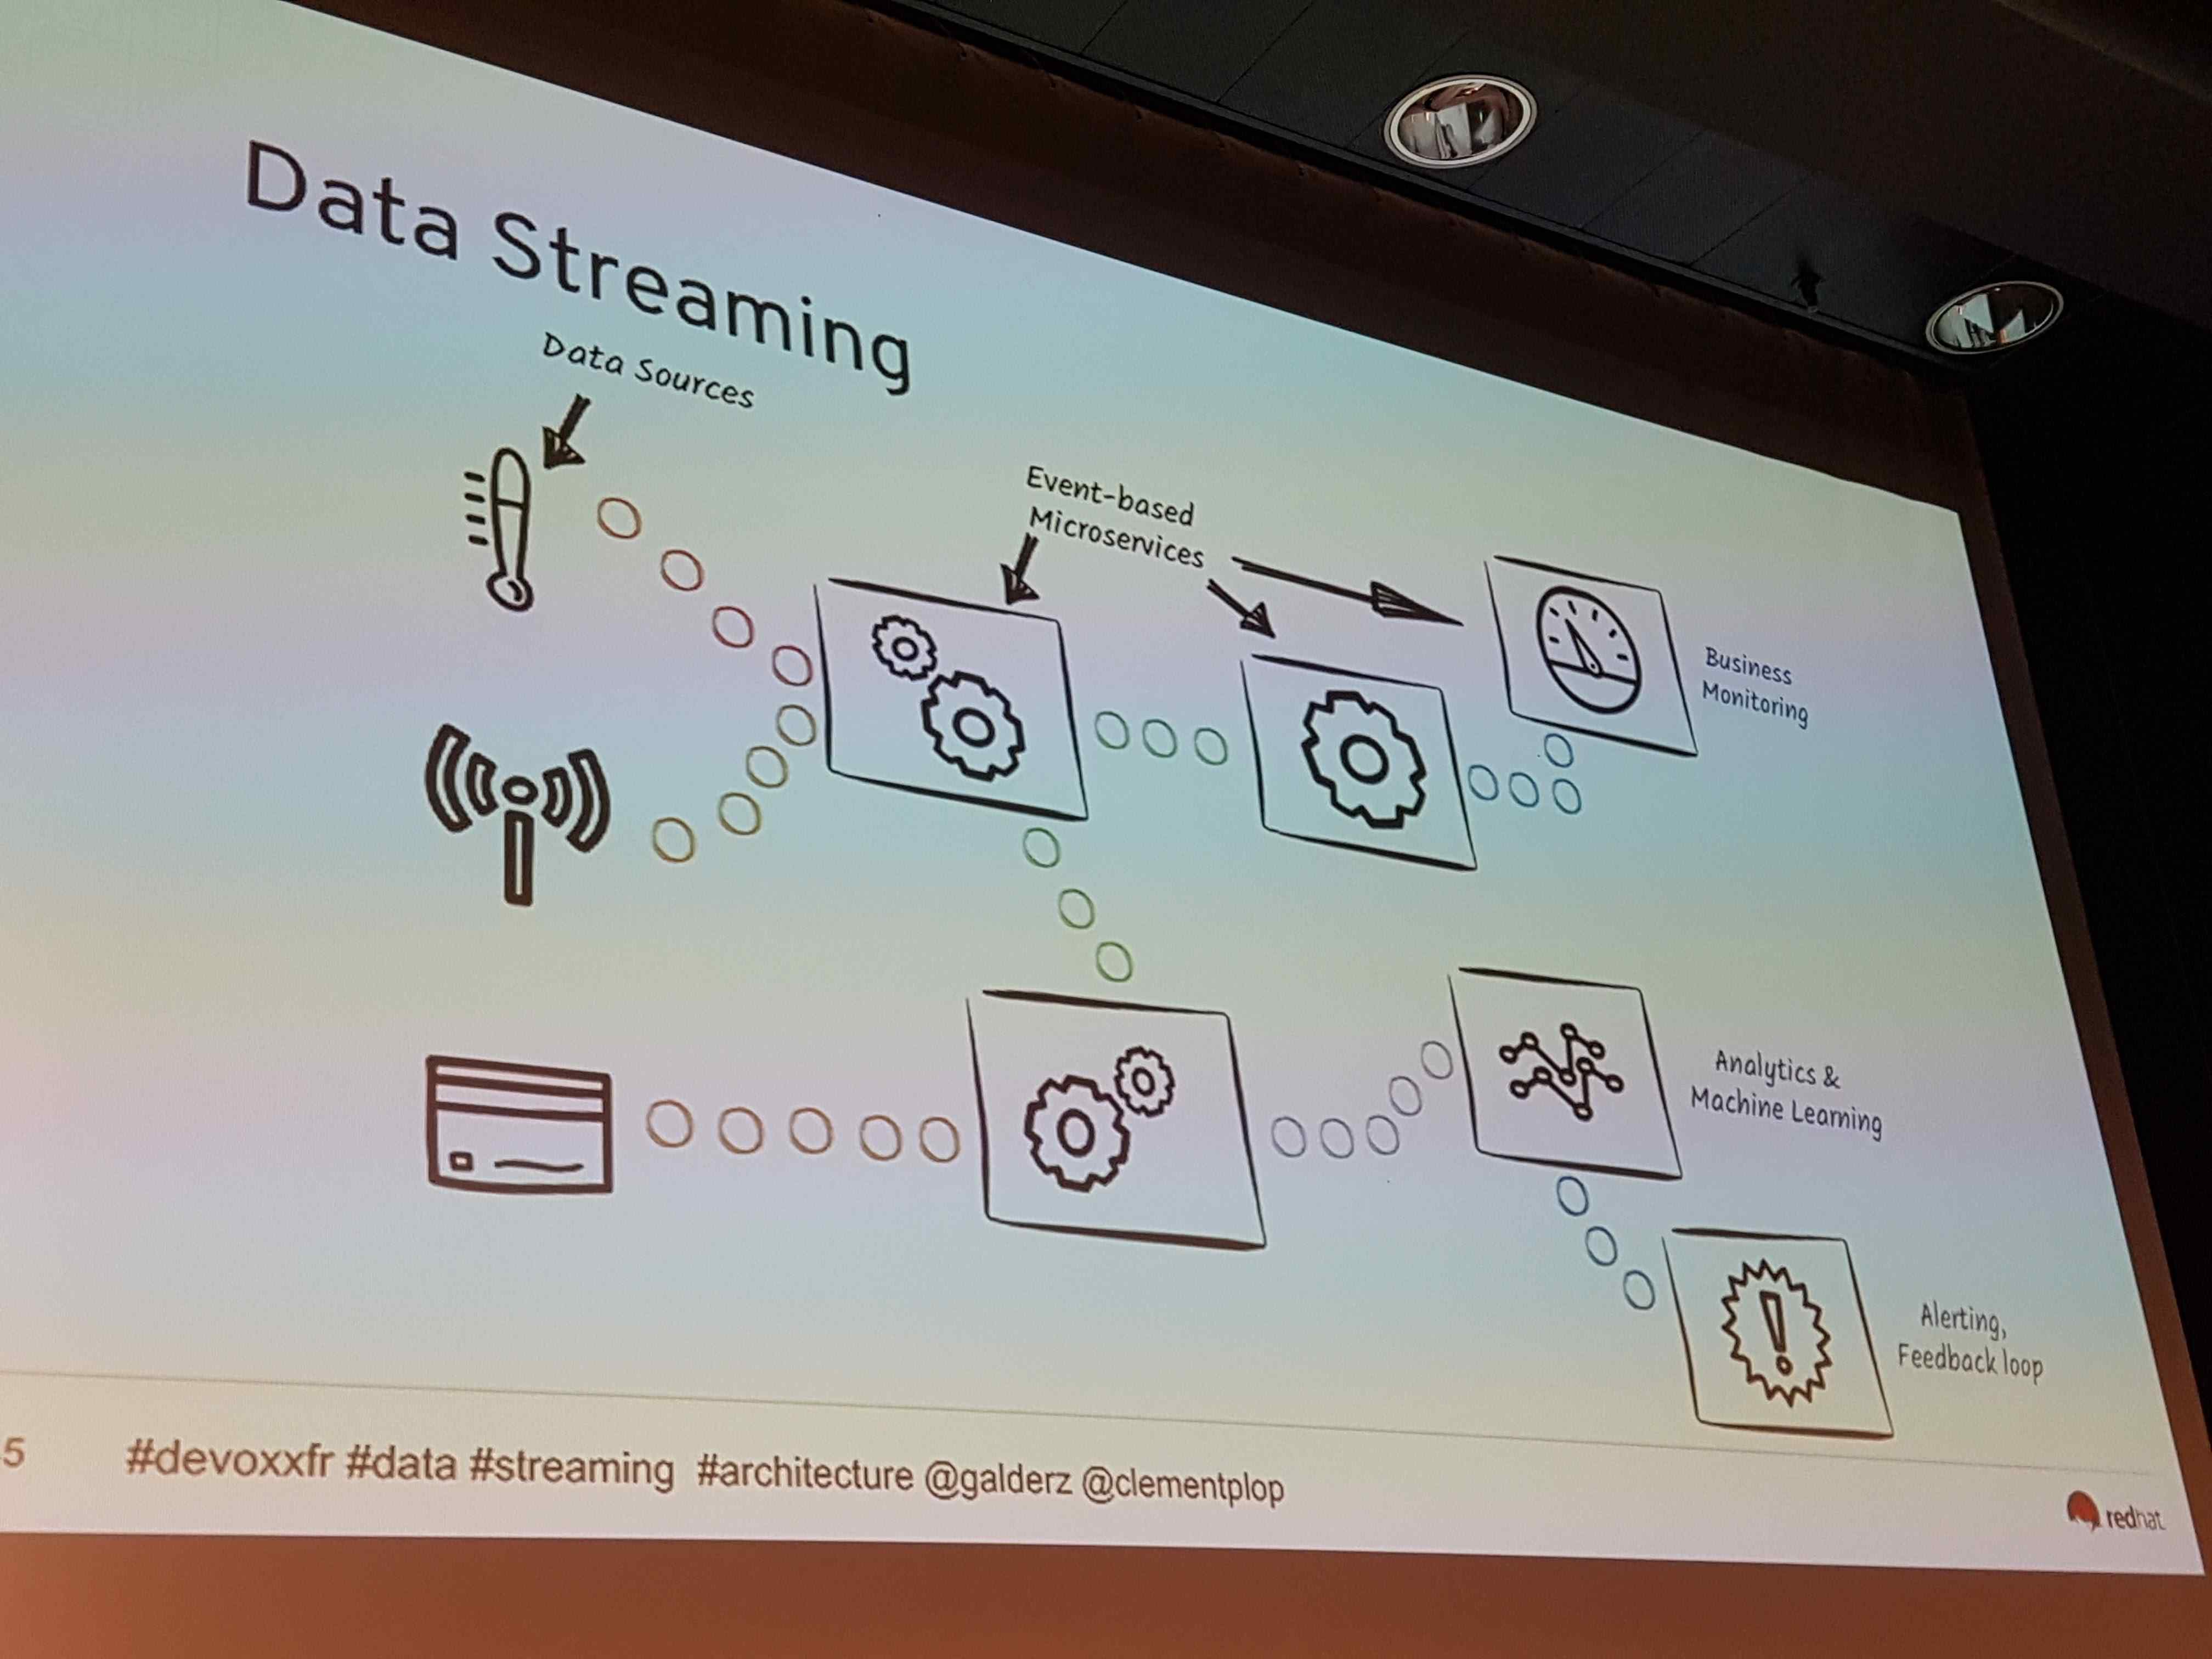 Data Streaming
Data Sources
Event-based
Microservices
Business
Monitoring
Analytics &
Machine Learning
Alerting,
Feedback loop
5 #devoxxfr #data #streaming #architecture @galderz @clementplop
redhat